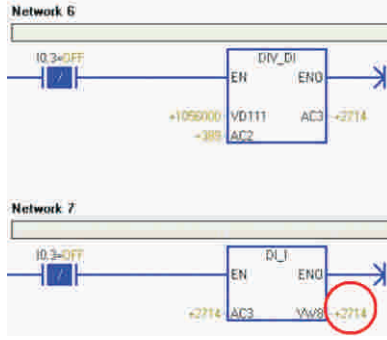 Network 6
I0.3=OFF
DIV_DI
EN ENO
+1056000 VD111 AC3 +2714
+389 AC2
Network 7
I0.3=OFF
DI_I
EN ENO
+2714 AC3 VW8 +2714